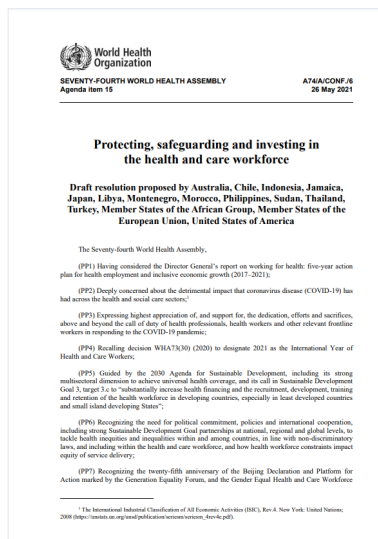 World Health
Organization
SEVENTY-FOURTH WORLD HEALTH ASSEMBLY A74/A/CONF./6
Agenda item 15 26 May 2021
Protecting, safeguarding and investing in
the health and care workforce
Draft resolution proposed by Australia, Chile, Indonesia, Jamaica,
Japan, Libya, Montenegro, Morocco, Philippines, Sudan, Thailand,
Turkey, Member States of the African Group, Member States of the
European Union, United States of America
The Seventy-fourth World Health Assembly,
(PP1) Having considered the Director General's report on working for health: five-year action
plan for health employment and inclusive economic growth (2017–2021);
(PP2) Deeply concerned about the detrimental impact that coronavirus disease (COVID-19) has
had across the health and social care sectors;1
(PP3) Expressing highest appreciation of, and support for, the dedication, efforts and sacrifices,
above and beyond the call of duty of health professionals, health workers and other relevant frontline
workers in responding to the COVID-19 pandemic;
(PP4) Recalling decision WHA73(30) (2020) to designate 2021 as the International Year of
Health and Care Workers;
(PP5) Guided by the 2030 Agenda for Sustainable Development, including its strong
multisectoral dimension to achieve universal health coverage, and its call in Sustainable Development
Goal 3, target 3.c to "substantially increase health financing and the recruitment, development, training
and retention of the health workforce in developing countries, especially in least developed countries
and small island developing States";
(PP6) Recognizing the need for political commitment, policies and international cooperation,
including strong Sustainable Development Goal partnerships at national, regional and global levels, to
tackle health inequities and inequalities within and among countries, in line with non-discriminatory
laws, and including within the health and care workforce, and how health workforce constraints impact
equity of service delivery;
(PP7) Recognizing the twenty-fifth anniversary of the Beijing Declaration and Platform for
Action marked by the Generation Equality Forum, and the Gender Equal Health and Care Workforce
1 The International Industrial Classification of All Economic Activities (ISIC), Rev.4. New York: United Nations;
2008 (https://unstats.un.org/unsd/publication/seriesm/seriesm_4rev4e.pdf).